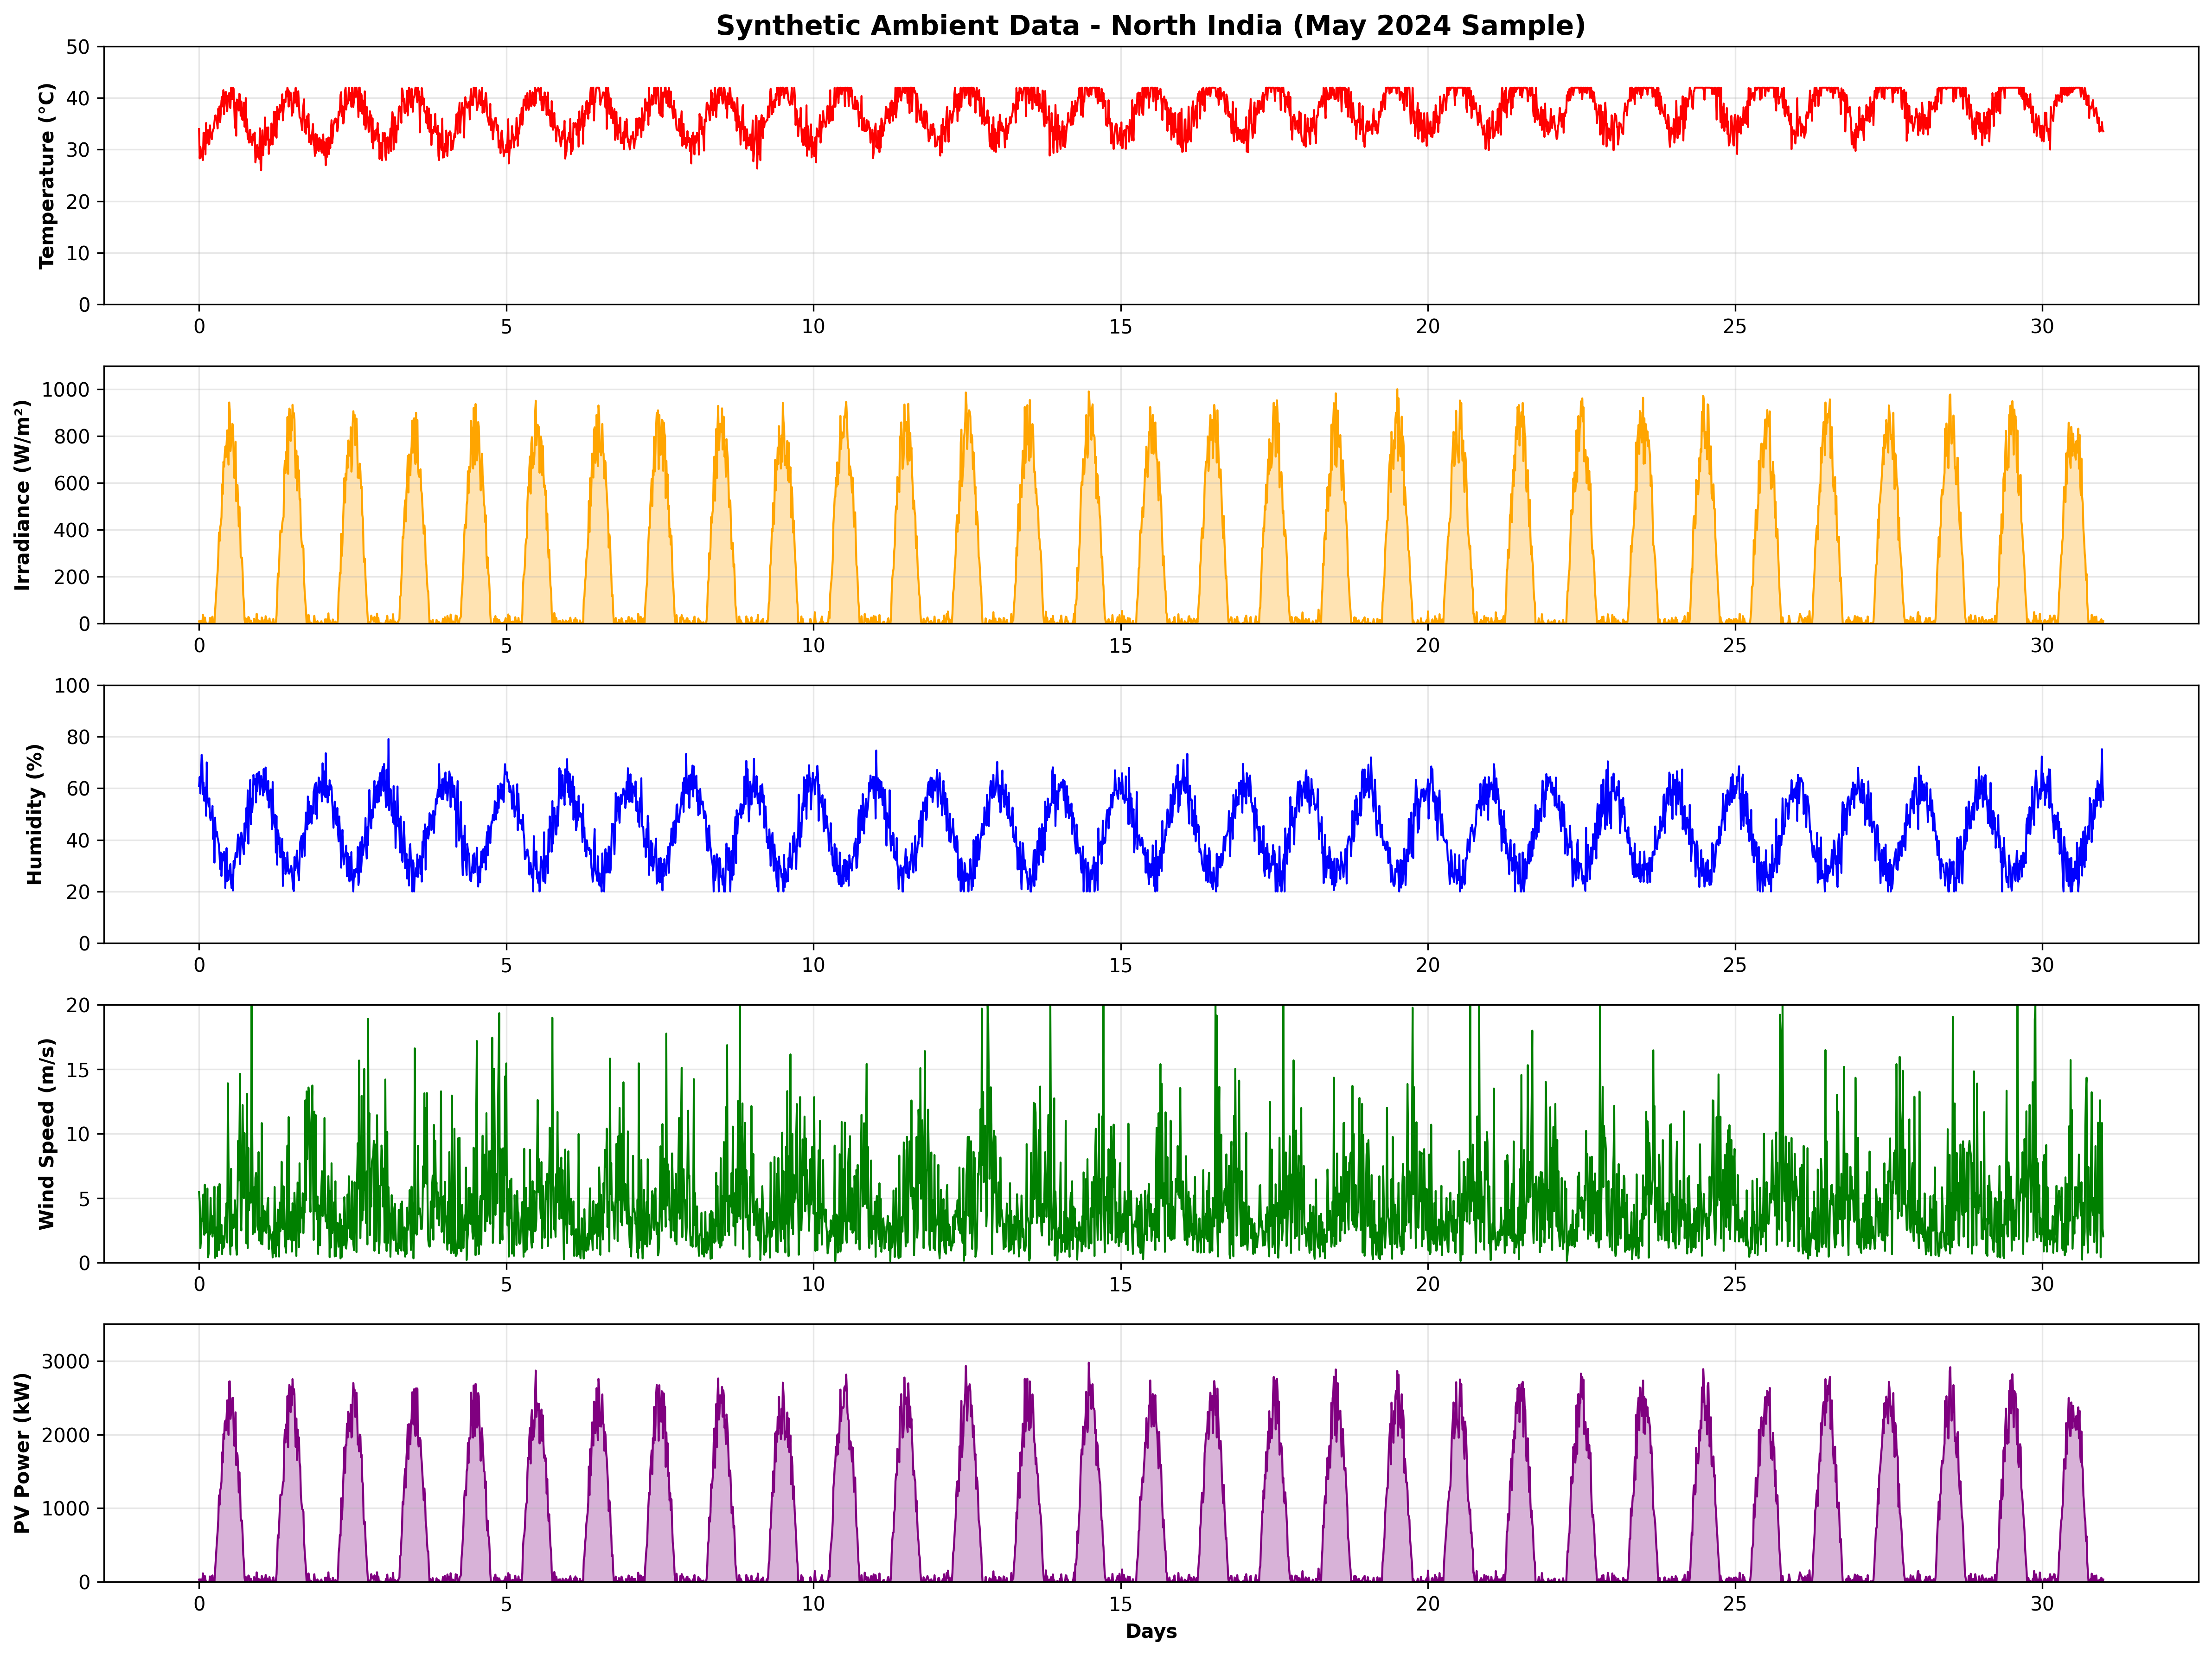 Synthetic Ambient Data - North India (May 2024 Sample)
Temperature (°C)
50
40
30
20
10
0
0 5 10 15 20 25 30
Irradiance (W/m²)
1000
800
600
400
200
0
0 5 10 15 20 25 30
Humidity (%)
100
80
60
40
20
0
0 5 10 15 20 25 30
Wind Speed (m/s)
20
15
10
5
0
0 5 10 15 20 25 30
PV Power (kW)
3000
2000
1000
0
0 5 10 15 20 25 30
Days